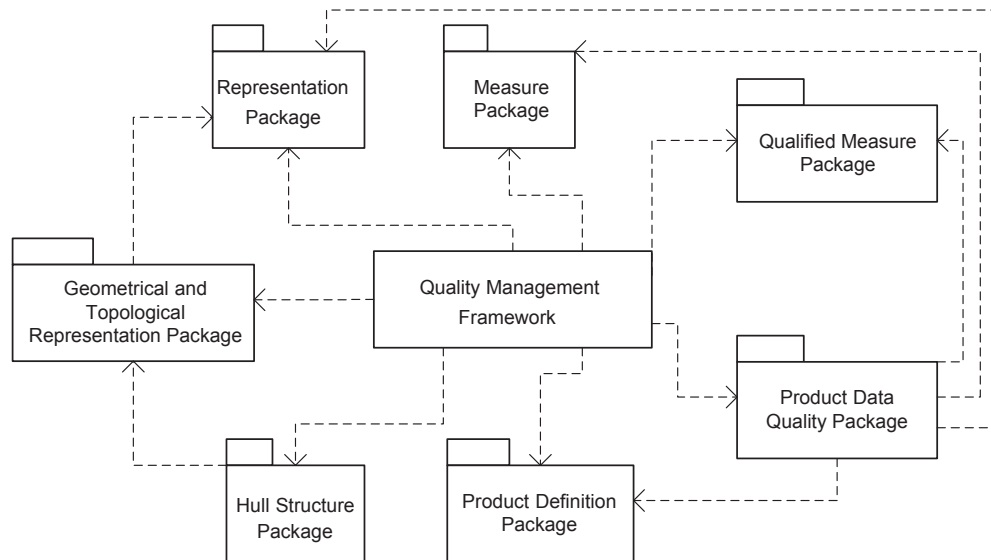 Representation
Package
Measure
Package
Qualified Measure
Package
Geometrical and
Topological
Representation Package
Quality Management
Framework
Product Data
Quality Package
Hull Structure
Package
Product Definition
Package